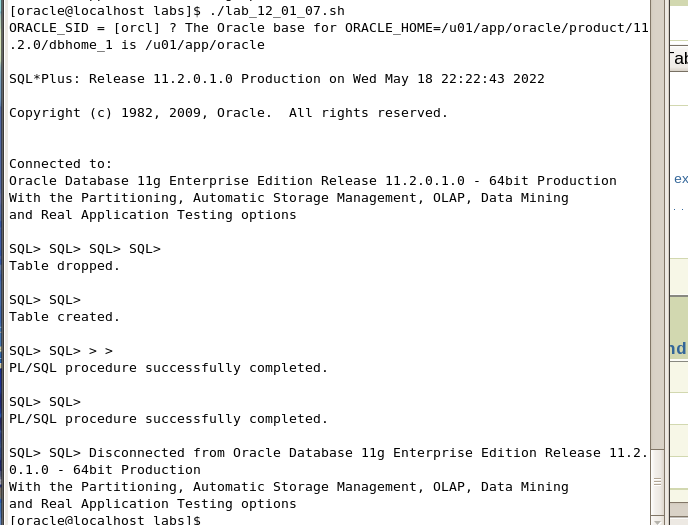 [oracle@localhost labs]$ ./lab_12_01_07.sh
ORACLE_SID = [orcl] ? The Oracle base for ORACLE_HOME=/u01/app/oracle/product/11
.2.0/dbhome_1 is /u01/app/oracle
SQL*Plus: Release 11.2.0.1.0 Production on Wed May 18 22:22:43 2022
Copyright (c) 1982, 2009, Oracle.  All rights reserved.
Connected to:
Oracle Database 11g Enterprise Edition Release 11.2.0.1.0 - 64bit Production
With the Partitioning, Automatic Storage Management, OLAP, Data Mining
and Real Application Testing options
SQL> SQL> SQL> SQL>
Table dropped.
SQL> SQL>
Table created.
SQL> SQL> > >
PL/SQL procedure successfully completed.
SQL> SQL>
PL/SQL procedure successfully completed.
SQL> SQL> Disconnected from Oracle Database 11g Enterprise Edition Release 11.2.
0.1.0 - 64bit Production
With the Partitioning, Automatic Storage Management, OLAP, Data Mining
and Real Application Testing options
[oracle@localhost labs]$